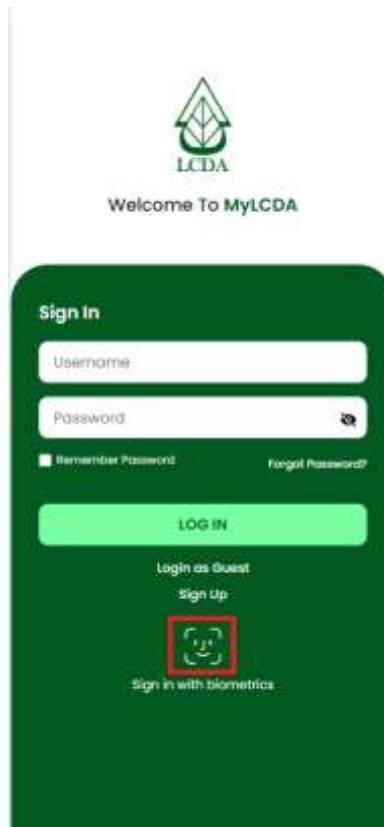 LCDA
Welcome To MyLCDA
Sign In
Username
Password
Remember Password
Forgot Password?
LOG IN
Login as Guest
Sign Up
Sign in with biometrics